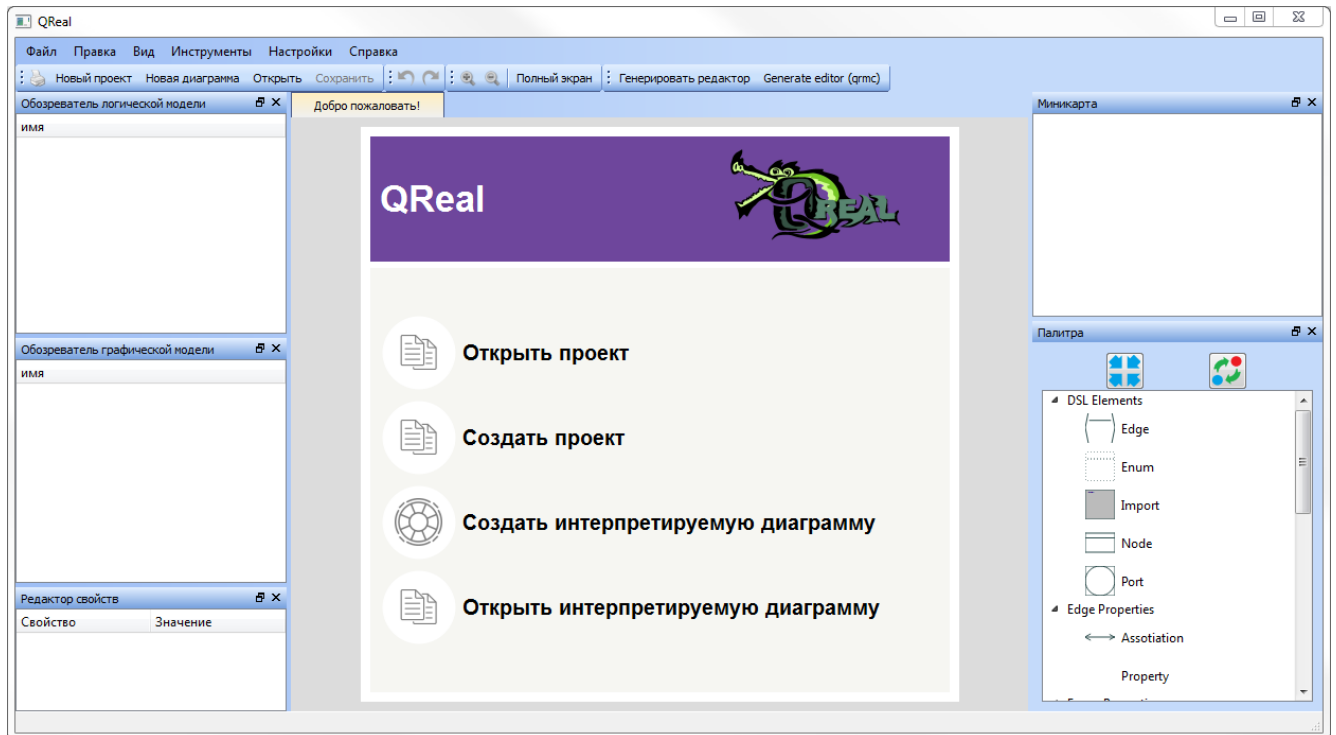 QReal
Файл Правка Вид Инструменты Настройки Справка
Новый проект Новая диаграмма Открыть Сохранить Полный экран Генерировать редактор Generate editor (qrmc)
Обозреватель логической модели
имя
Обозреватель графической модели
имя
Редактор свойств
Свойство Значение
Добро пожаловать!
QReal
QREAL
Открыть проект
Создать проект
Создать интерпретируемую диаграмму
Открыть интерпретируемую диаграмму
Миникарта
Палитра
DSL Elements
Edge
Enum
Import
Node
Port
Edge Properties
Assotiation
Property